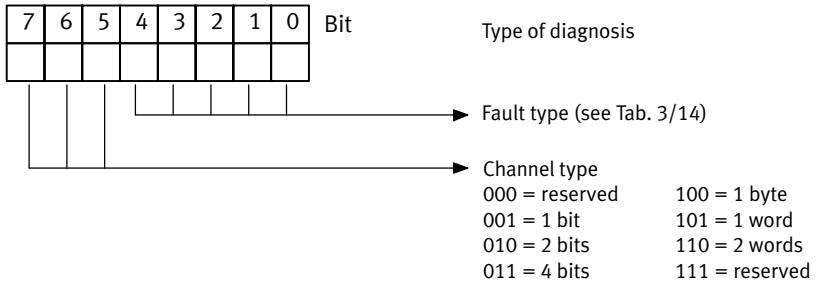 7 6 5 4 3 2 1 0 Bit
Type of diagnosis
Fault type (see Tab. 3/14)
Channel type
000 = reserved 100 = 1 byte
001 = 1 bit 101 = 1 word
010 = 2 bits 110 = 2 words
011 = 4 bits 111 = reserved